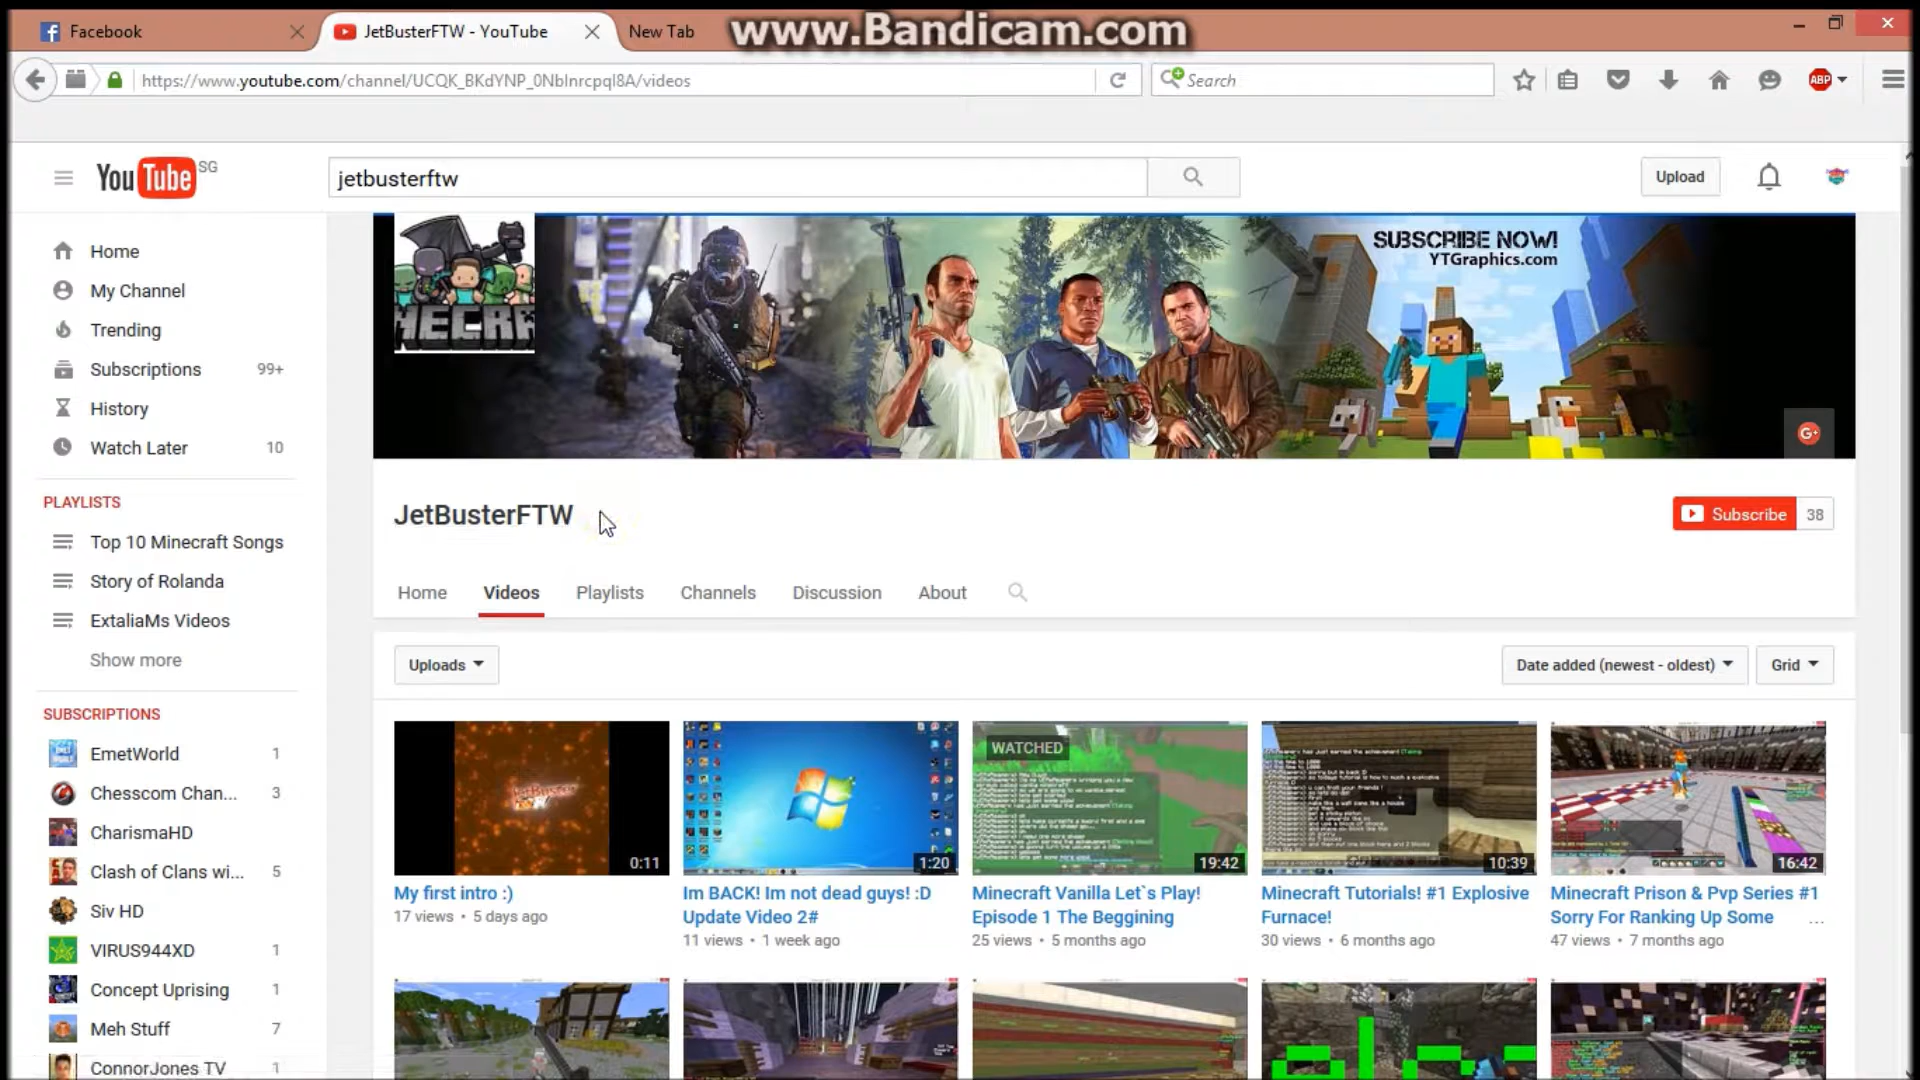 www.Bandicam.com
Facebook
JetBusterFTW - YouTube
New Tab
https://www.youtube.com/channel/UCQK_BKdYNP_0NbInrcpqI8A/videos
Search
ABP
YouTube SG
jetbusterftw
Upload
SUBSCRIBE NOW!
YTGraphics.com
G+
Home
My Channel
Trending
Subscriptions 99+
History
Watch Later 10
PLAYLISTS
Top 10 Minecraft Songs
Story of Rolanda
ExtaliaMs Videos
Show more
SUBSCRIPTIONS
EmetWorld 1
Chesscom Chan... 3
CharismaHD
Clash of Clans wi... 5
Siv HD
VIRUS944XD 1
Concept Uprising 1
Meh Stuff 7
ConnorJones TV 1
JetBusterFTW
Subscribe 38
Home Videos Playlists Channels Discussion About
Uploads
Date added (newest - oldest)
Grid
0:11
My first intro :)
17 views • 5 days ago
1:20
Im BACK! Im not dead guys! :D
Update Video 2#
11 views • 1 week ago
WATCHED
19:42
Minecraft Vanilla Let`s Play!
Episode 1 The Beggining
25 views • 5 months ago
10:39
Minecraft Tutorials! #1 Explosive
Furnace!
30 views • 6 months ago
16:42
Minecraft Prison & Pvp Series #1
Sorry For Ranking Up Some ...
47 views • 7 months ago